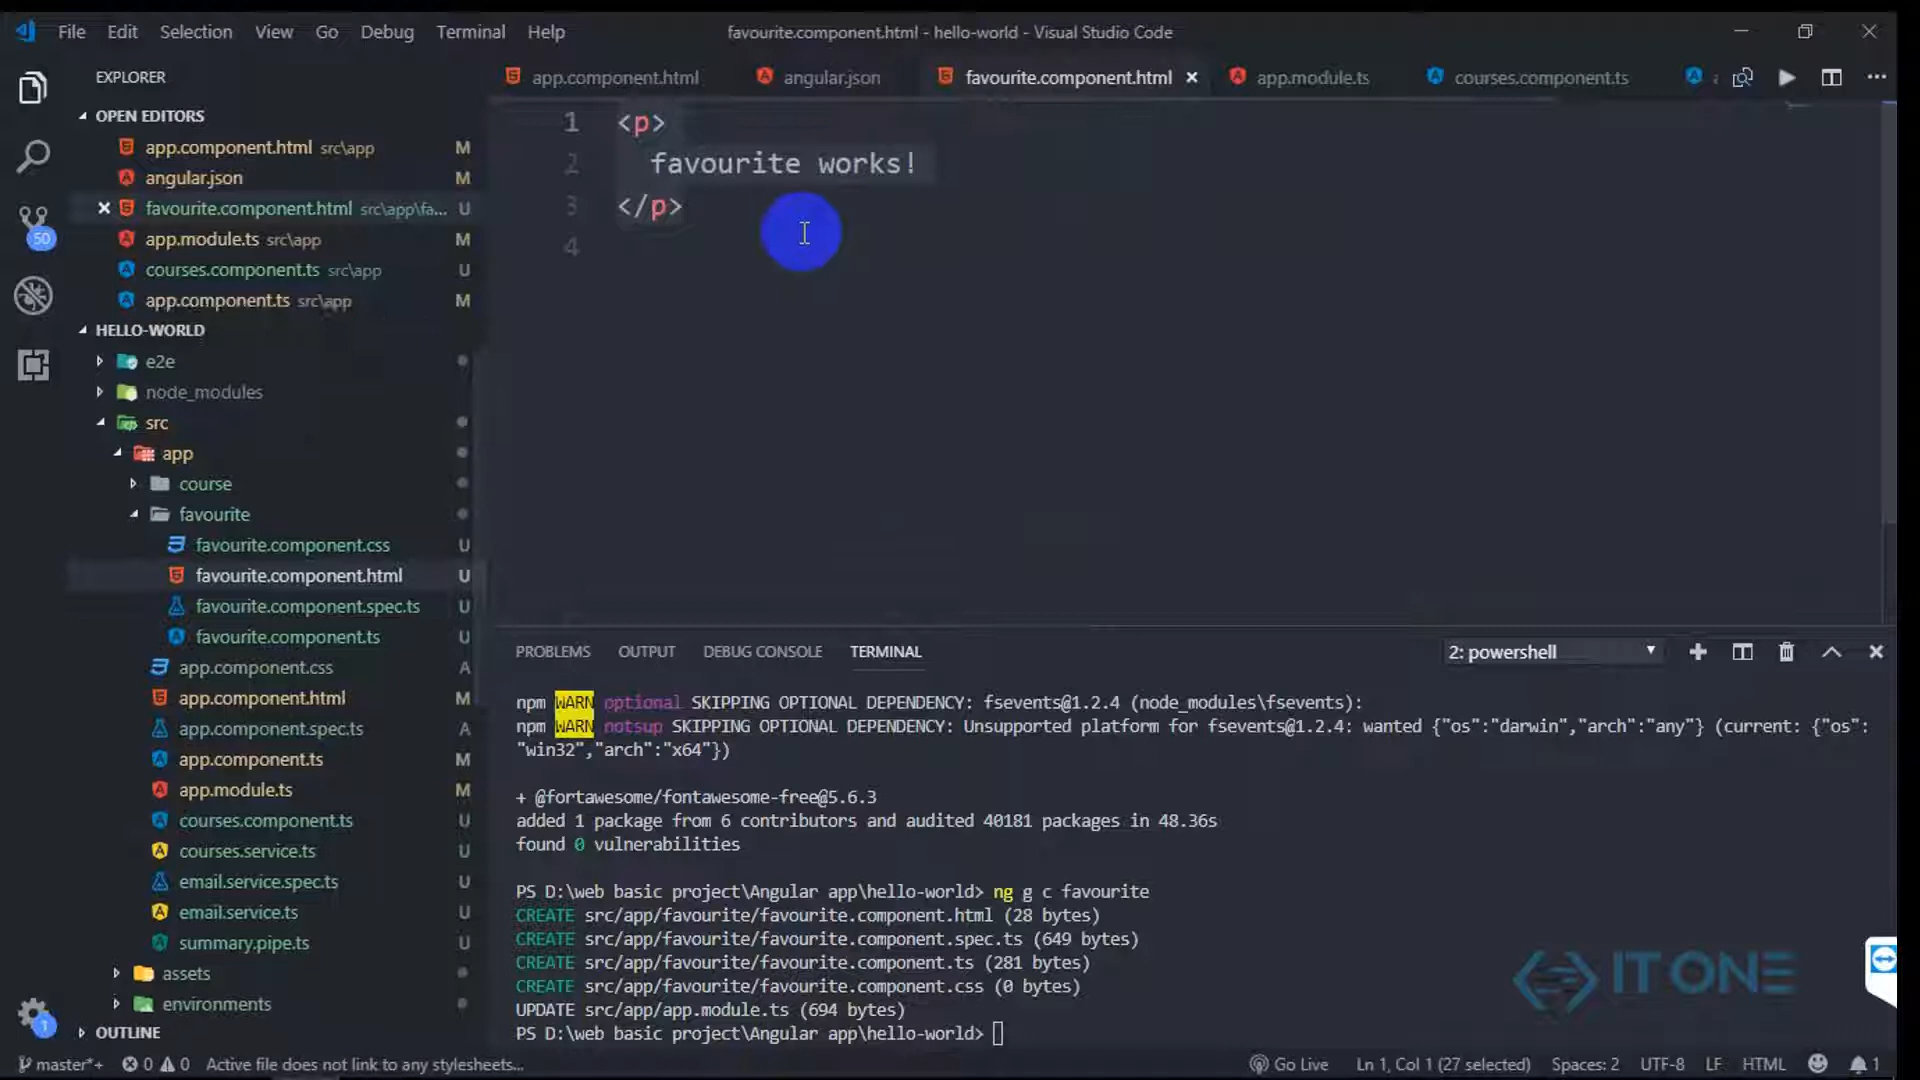 File Edit Selection View Go Debug Terminal Help
favourite.component.html - hello-world - Visual Studio Code
EXPLORER
app.component.html
angular.json
favourite.component.html
app.module.ts
courses.component.ts
OPEN EDITORS
app.component.html src\app M
angular.json M
favourite.component.html src\app\fa... U
app.module.ts src\app M
courses.component.ts src\app U
app.component.ts src\app M
50
HELLO-WORLD
e2e
node_modules
src
app
course
favourite
favourite.component.css U
favourite.component.html U
favourite.component.spec.ts U
favourite.component.ts U
app.component.css A
app.component.html M
app.component.spec.ts A
app.component.ts M
app.module.ts M
courses.component.ts U
courses.service.ts U
email.service.spec.ts U
email.service.ts U
summary.pipe.ts U
assets
environments
1
OUTLINE
1 <p>
2 favourite works!
3 </p>
4
PROBLEMS OUTPUT DEBUG CONSOLE TERMINAL
2: powershell
npm WARN optional SKIPPING OPTIONAL DEPENDENCY: fsevents@1.2.4 (node_modules\fsevents):
npm WARN notsup SKIPPING OPTIONAL DEPENDENCY: Unsupported platform for fsevents@1.2.4: wanted {"os":"darwin","arch":"any"} (current: {"os":
"win32","arch":"x64"})
+ @fortawesome/fontawesome-free@5.6.3
added 1 package from 6 contributors and audited 40181 packages in 48.36s
found 0 vulnerabilities
PS D:\web basic project\Angular app\hello-world> ng g c favourite
CREATE src/app/favourite/favourite.component.html (28 bytes)
CREATE src/app/favourite/favourite.component.spec.ts (649 bytes)
CREATE src/app/favourite/favourite.component.ts (281 bytes)
CREATE src/app/favourite/favourite.component.css (0 bytes)
UPDATE src/app/app.module.ts (694 bytes)
PS D:\web basic project\Angular app\hello-world>
IT ONE
master*+ 0 0 Active file does not link to any stylesheets...
Go Live Ln 1, Col 1 (27 selected) Spaces: 2 UTF-8 LF HTML 1